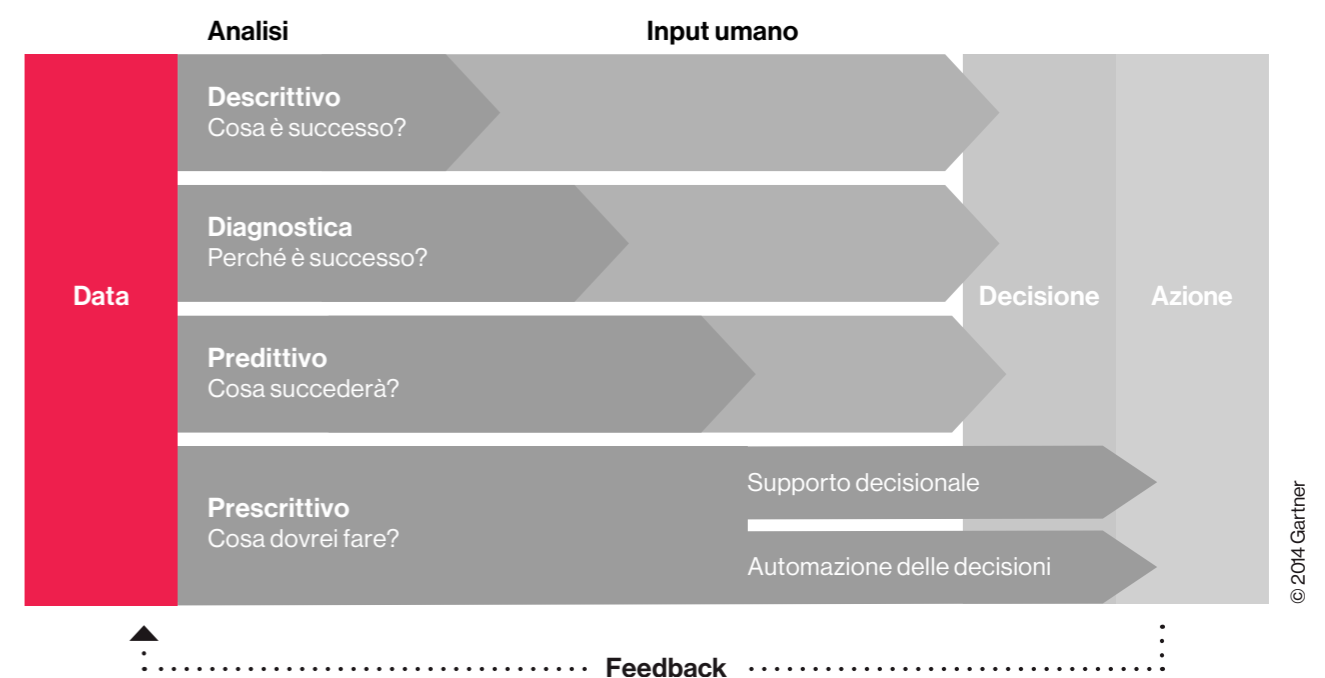 Analisi
Input umano
Data
Descrittivo
Cosa è successo?
Diagnostica
Perché è successo?
Predittivo
Cosa succederà?
Prescrittivo
Cosa dovrei fare?
Supporto decisionale
Automazione delle decisioni
Decisione
Azione
Feedback
© 2014 Gartner